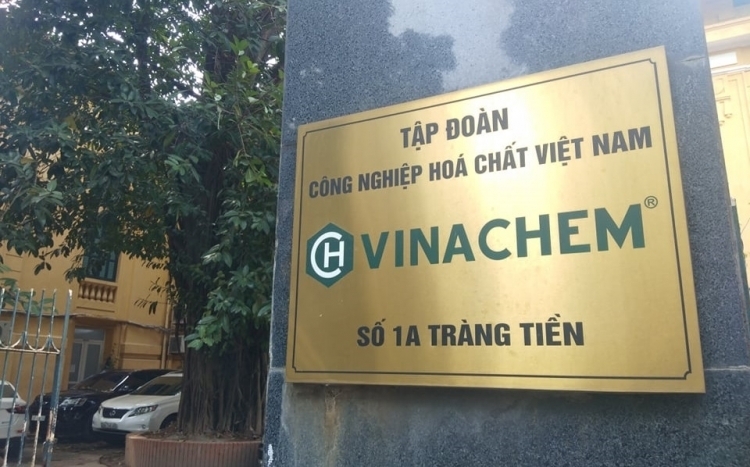 TẬP ĐOÀN
CÔNG NGHIỆP HOÁ CHẤT VIỆT NAM
CH VINACHEM®
SỐ 1A TRÀNG TIỀN